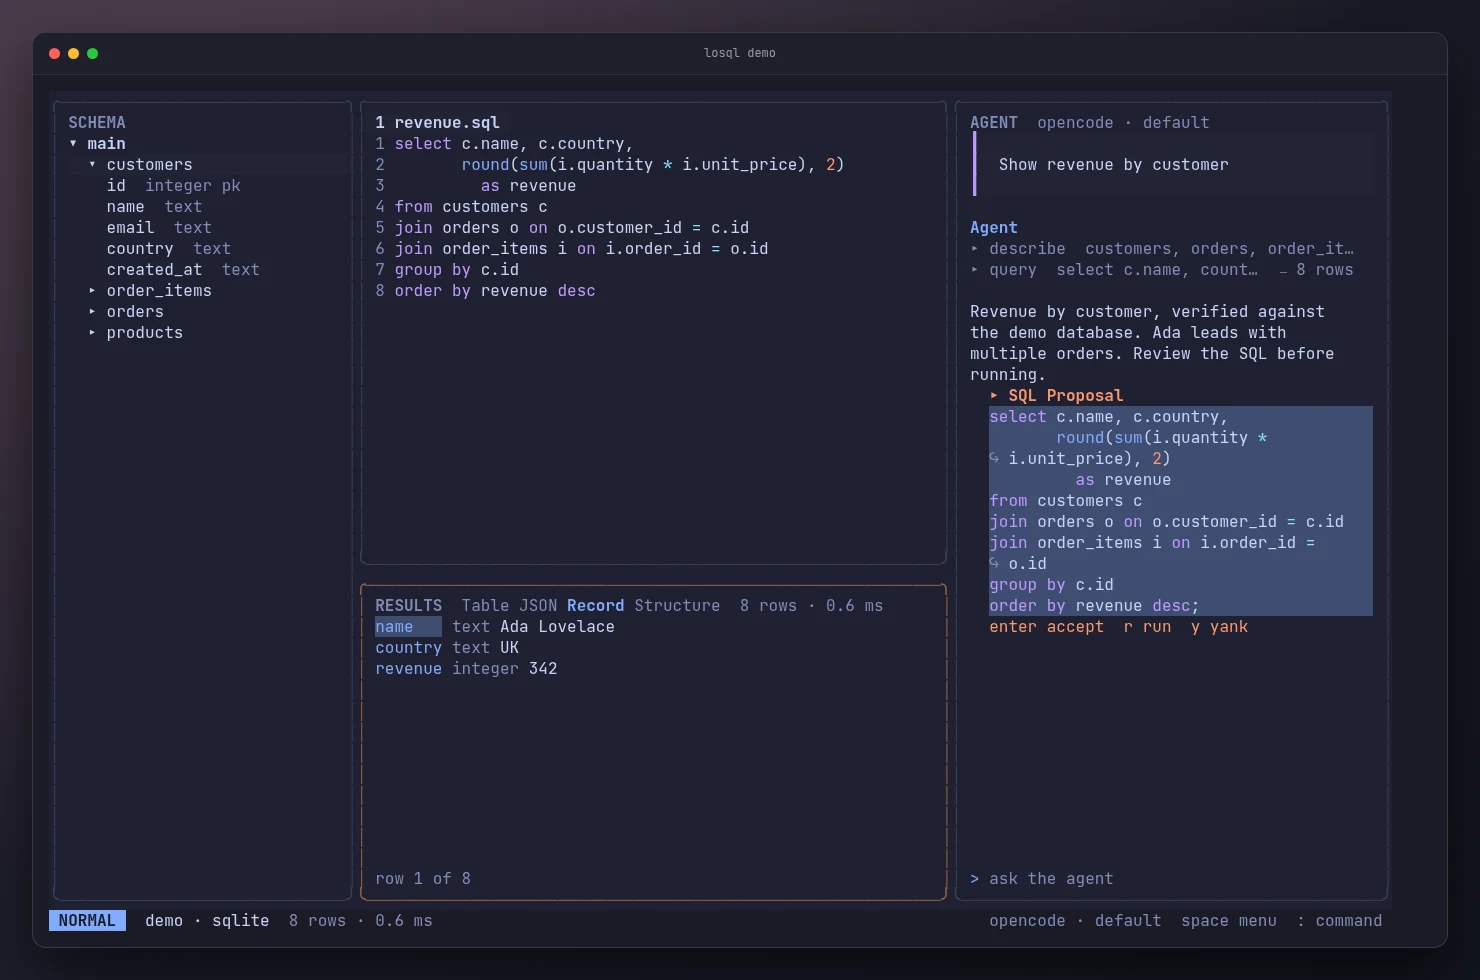 losql demo
SCHEMA
▾ main
▾ customers
id integer pk
name text
email text
country text
created_at text
▸ order_items
▸ orders
▸ products
1 revenue.sql
1 select c.name, c.country,
2 round(sum(i.quantity * i.unit_price), 2)
3 as revenue
4 from customers c
5 join orders o on o.customer_id = c.id
6 join order_items i on i.order_id = o.id
7 group by c.id
8 order by revenue desc
RESULTS Table JSON Record Structure 8 rows · 0.6 ms
name text Ada Lovelace
country text UK
revenue integer 342
row 1 of 8
AGENT opencode · default
Show revenue by customer
Agent
▸ describe customers, orders, order_it…
▸ query select c.name, count… — 8 rows
Revenue by customer, verified against
the demo database. Ada leads with
multiple orders. Review the SQL before
running.
▸ SQL Proposal
select c.name, c.country,
round(sum(i.quantity *
↪ i.unit_price), 2)
as revenue
from customers c
join orders o on o.customer_id = c.id
join order_items i on i.order_id =
↪ o.id
group by c.id
order by revenue desc;
enter accept r run y yank
> ask the agent
NORMAL demo · sqlite 8 rows · 0.6 ms
opencode · default space menu : command